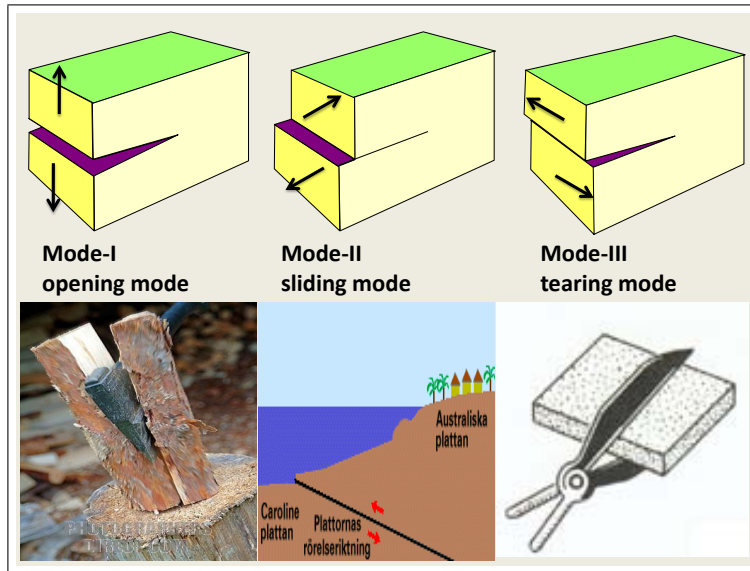 Mode-I
opening mode
Mode-II
sliding mode
Mode-III
tearing mode
Australiska
plattan
Caroline
plattan
Plattornas
rörelseriktning